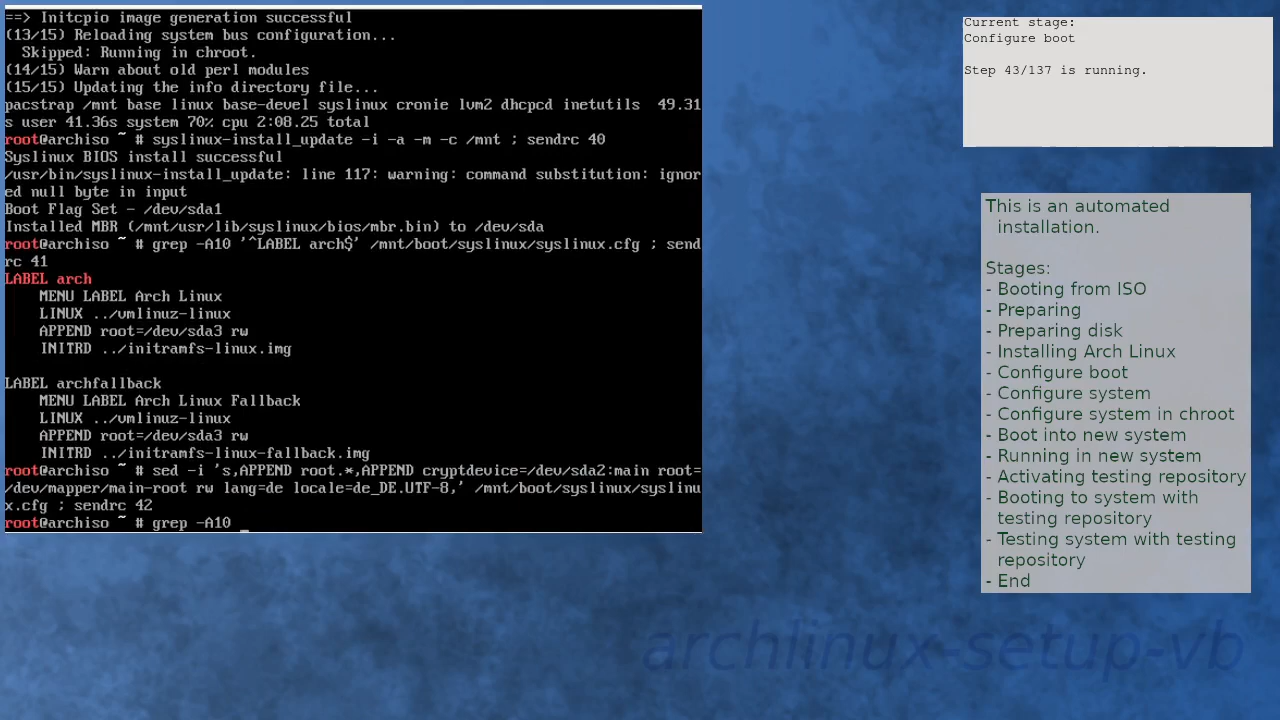 ==> Initcpio image generation successful
(13/15) Reloading system bus configuration...
  Skipped: Running in chroot.
(14/15) Warn about old perl modules
(15/15) Updating the info directory file...
pacstrap /mnt base linux base-devel syslinux cronie lvm2 dhcpcd inetutils  49.31
s user 41.36s system 70% cpu 2:08.25 total
root@archiso ~ # syslinux-install_update -i -a -m -c /mnt ; sendrc 40
Syslinux BIOS install successful
/usr/bin/syslinux-install_update: line 117: warning: command substitution: ignor
ed null byte in input
Boot Flag Set - /dev/sda1
Installed MBR (/mnt/usr/lib/syslinux/bios/mbr.bin) to /dev/sda
root@archiso ~ # grep -A10 '^LABEL arch$' /mnt/boot/syslinux/syslinux.cfg ; send
rc 41
LABEL arch
    MENU LABEL Arch Linux
    LINUX ../vmlinuz-linux
    APPEND root=/dev/sda3 rw
    INITRD ../initramfs-linux.img

LABEL archfallback
    MENU LABEL Arch Linux Fallback
    LINUX ../vmlinuz-linux
    APPEND root=/dev/sda3 rw
    INITRD ../initramfs-linux-fallback.img
root@archiso ~ # sed -i 's,APPEND root.*,APPEND cryptdevice=/dev/sda2:main root=
/dev/mapper/main-root rw lang=de locale=de_DE.UTF-8,' /mnt/boot/syslinux/syslinu
x.cfg ; sendrc 42
root@archiso ~ # grep -A10 _
Current stage:
Configure boot

Step 43/137 is running.
This is an automated
installation.

Stages:
- Booting from ISO
- Preparing
- Preparing disk
- Installing Arch Linux
- Configure boot
- Configure system
- Configure system in chroot
- Boot into new system
- Running in new system
- Activating testing repository
- Booting to system with
testing repository
- Testing system with testing
repository
- End
archlinux-setup-vb